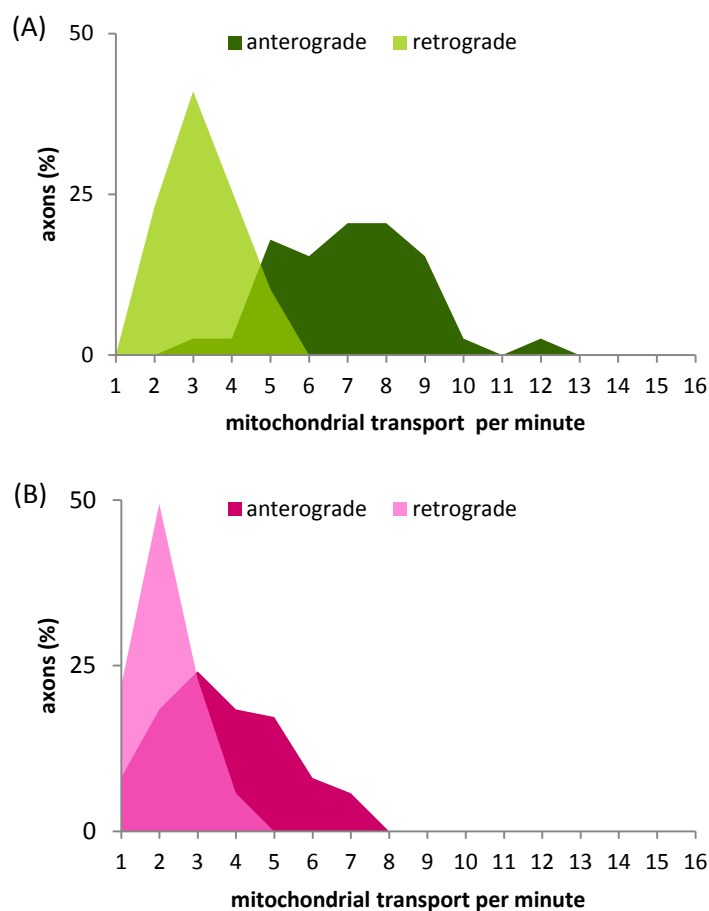 (A)
50
anterograde retrograde
axons (%)
25
0
1 2 3 4 5 6 7 8 9 10 11 12 13 14 15 16
mitochondrial transport per minute
(B)
50
anterograde retrograde
axons (%)
25
0
1 2 3 4 5 6 7 8 9 10 11 12 13 14 15 16
mitochondrial transport per minute